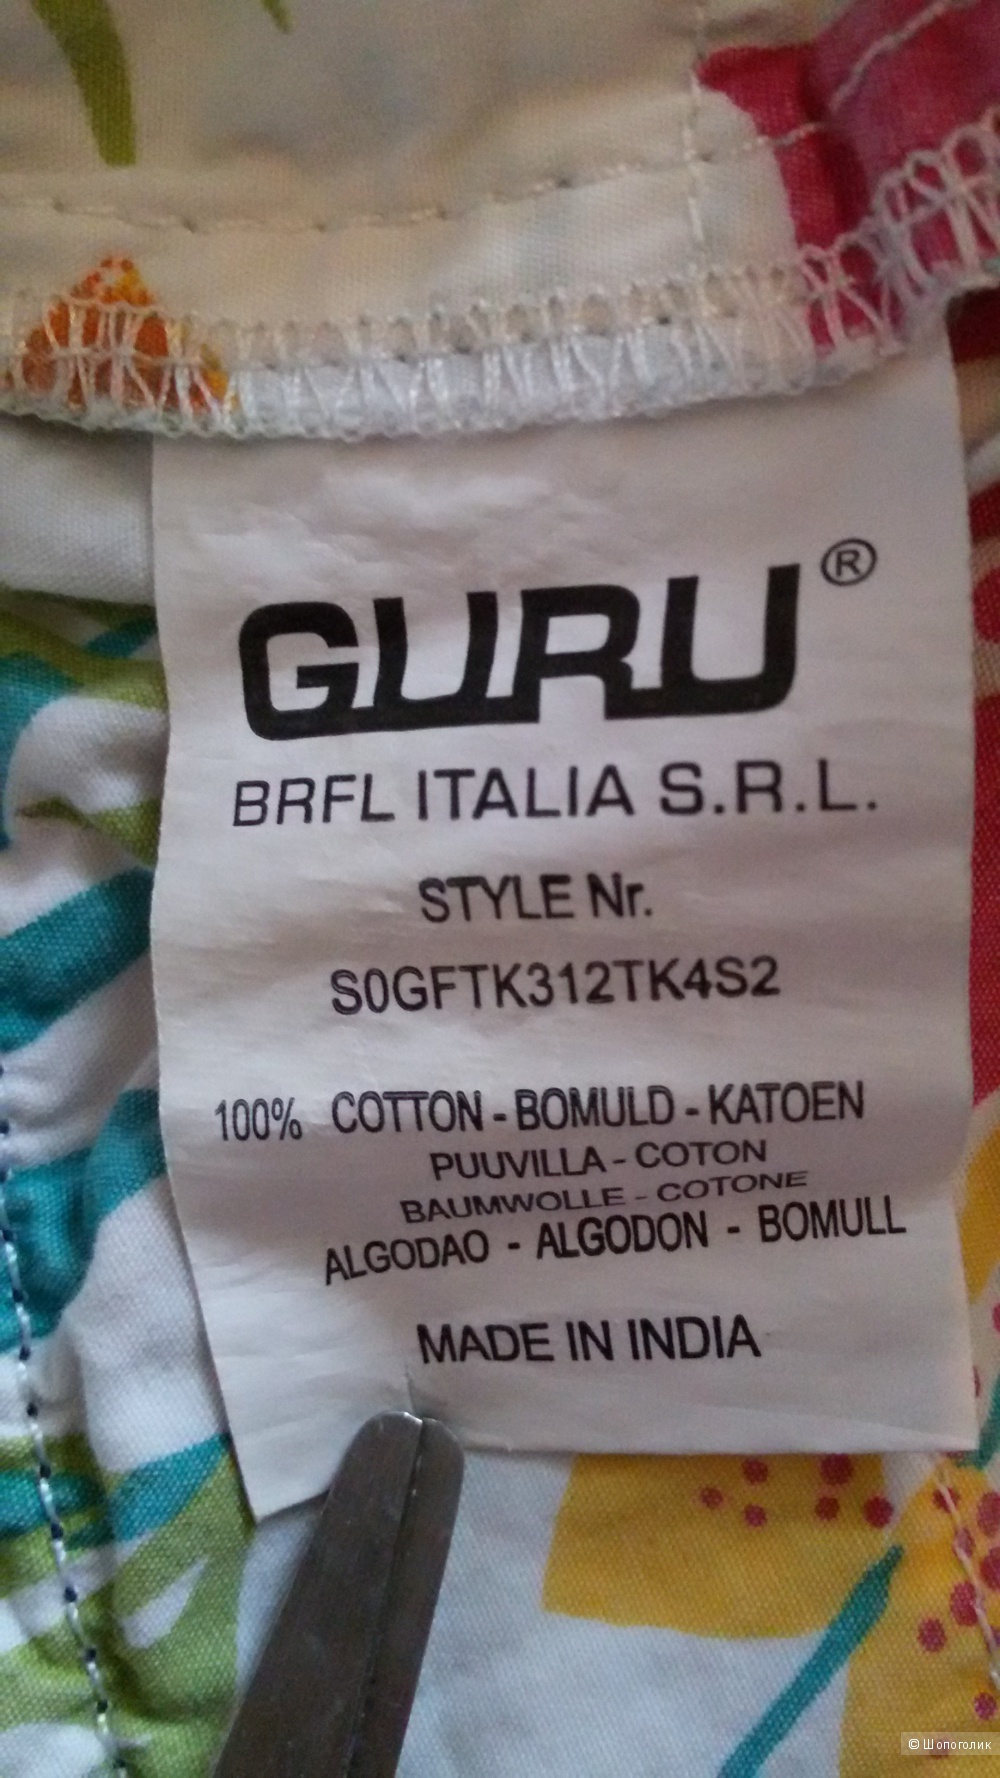 GURU®
BRFL ITALIA S.R.L.
STYLE Nr.
S0GFTK312TK4S2
100% COTTON - BOMULD - KATOEN
PUUVILLA - COTON
BAUMWOLLE - COTONE
ALGODAO - ALGODON - BOMULL
MADE IN INDIA
© Шопоголик